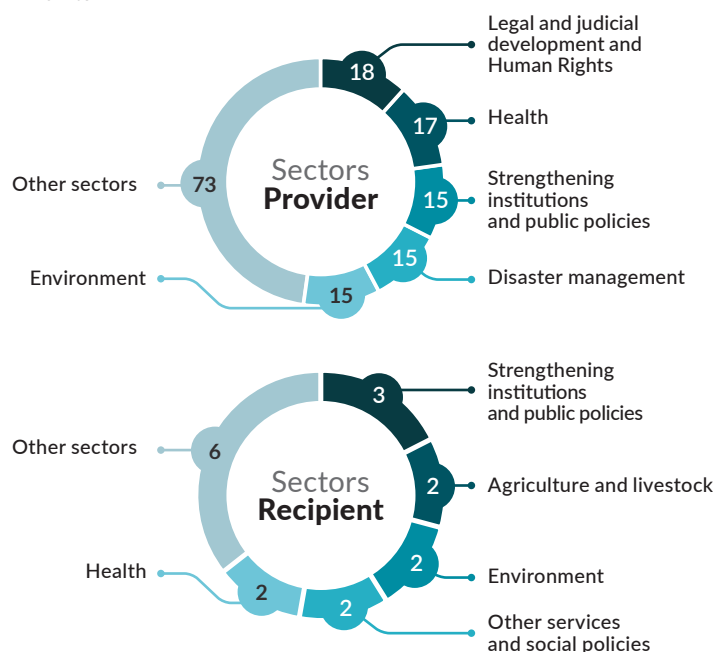 Legal and judicial
development and
Human Rights
18
Health
17
Strengthening
institutions
and public policies
15
Disaster management
15
Environment
15
Other sectors
73
Sectors
Provider
Strengthening
institutions
and public policies
3
Agriculture and livestock
2
Environment
2
Other services
and social policies
2
Health
2
Other sectors
6
Sectors
Recipient